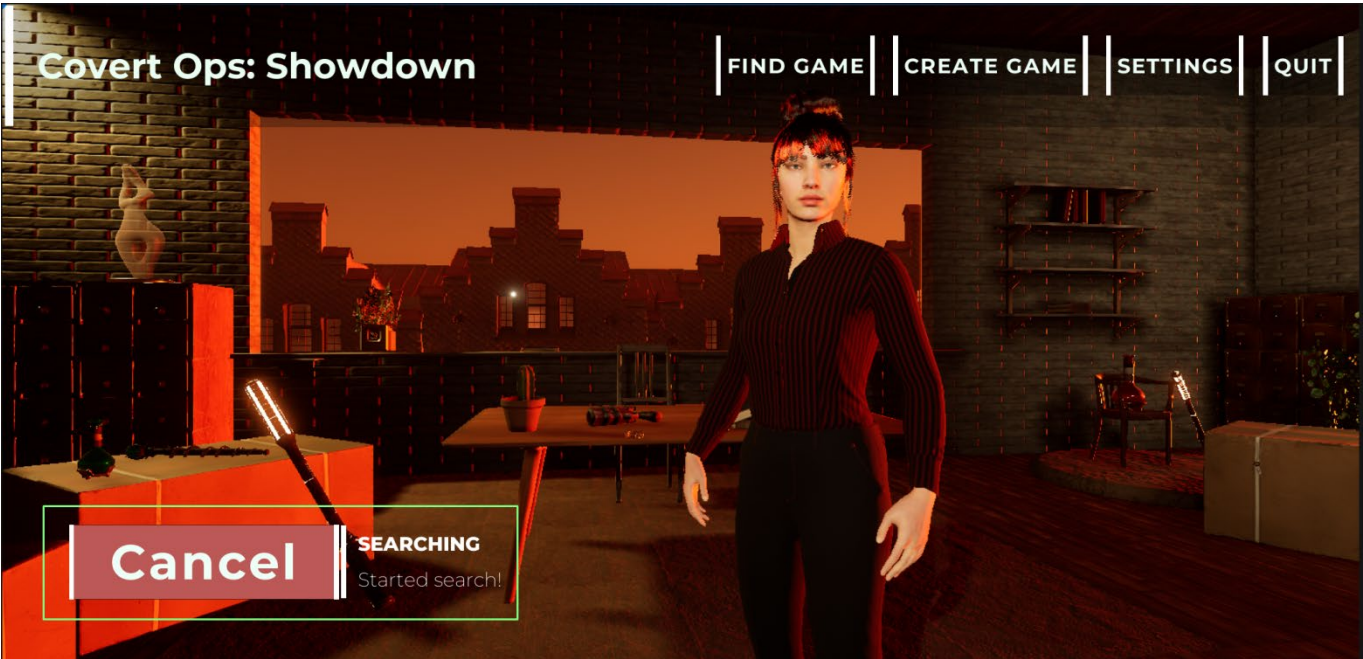 Covert Ops: Showdown
FIND GAME
CREATE GAME
SETTINGS
QUIT
Cancel
SEARCHING
Started search!